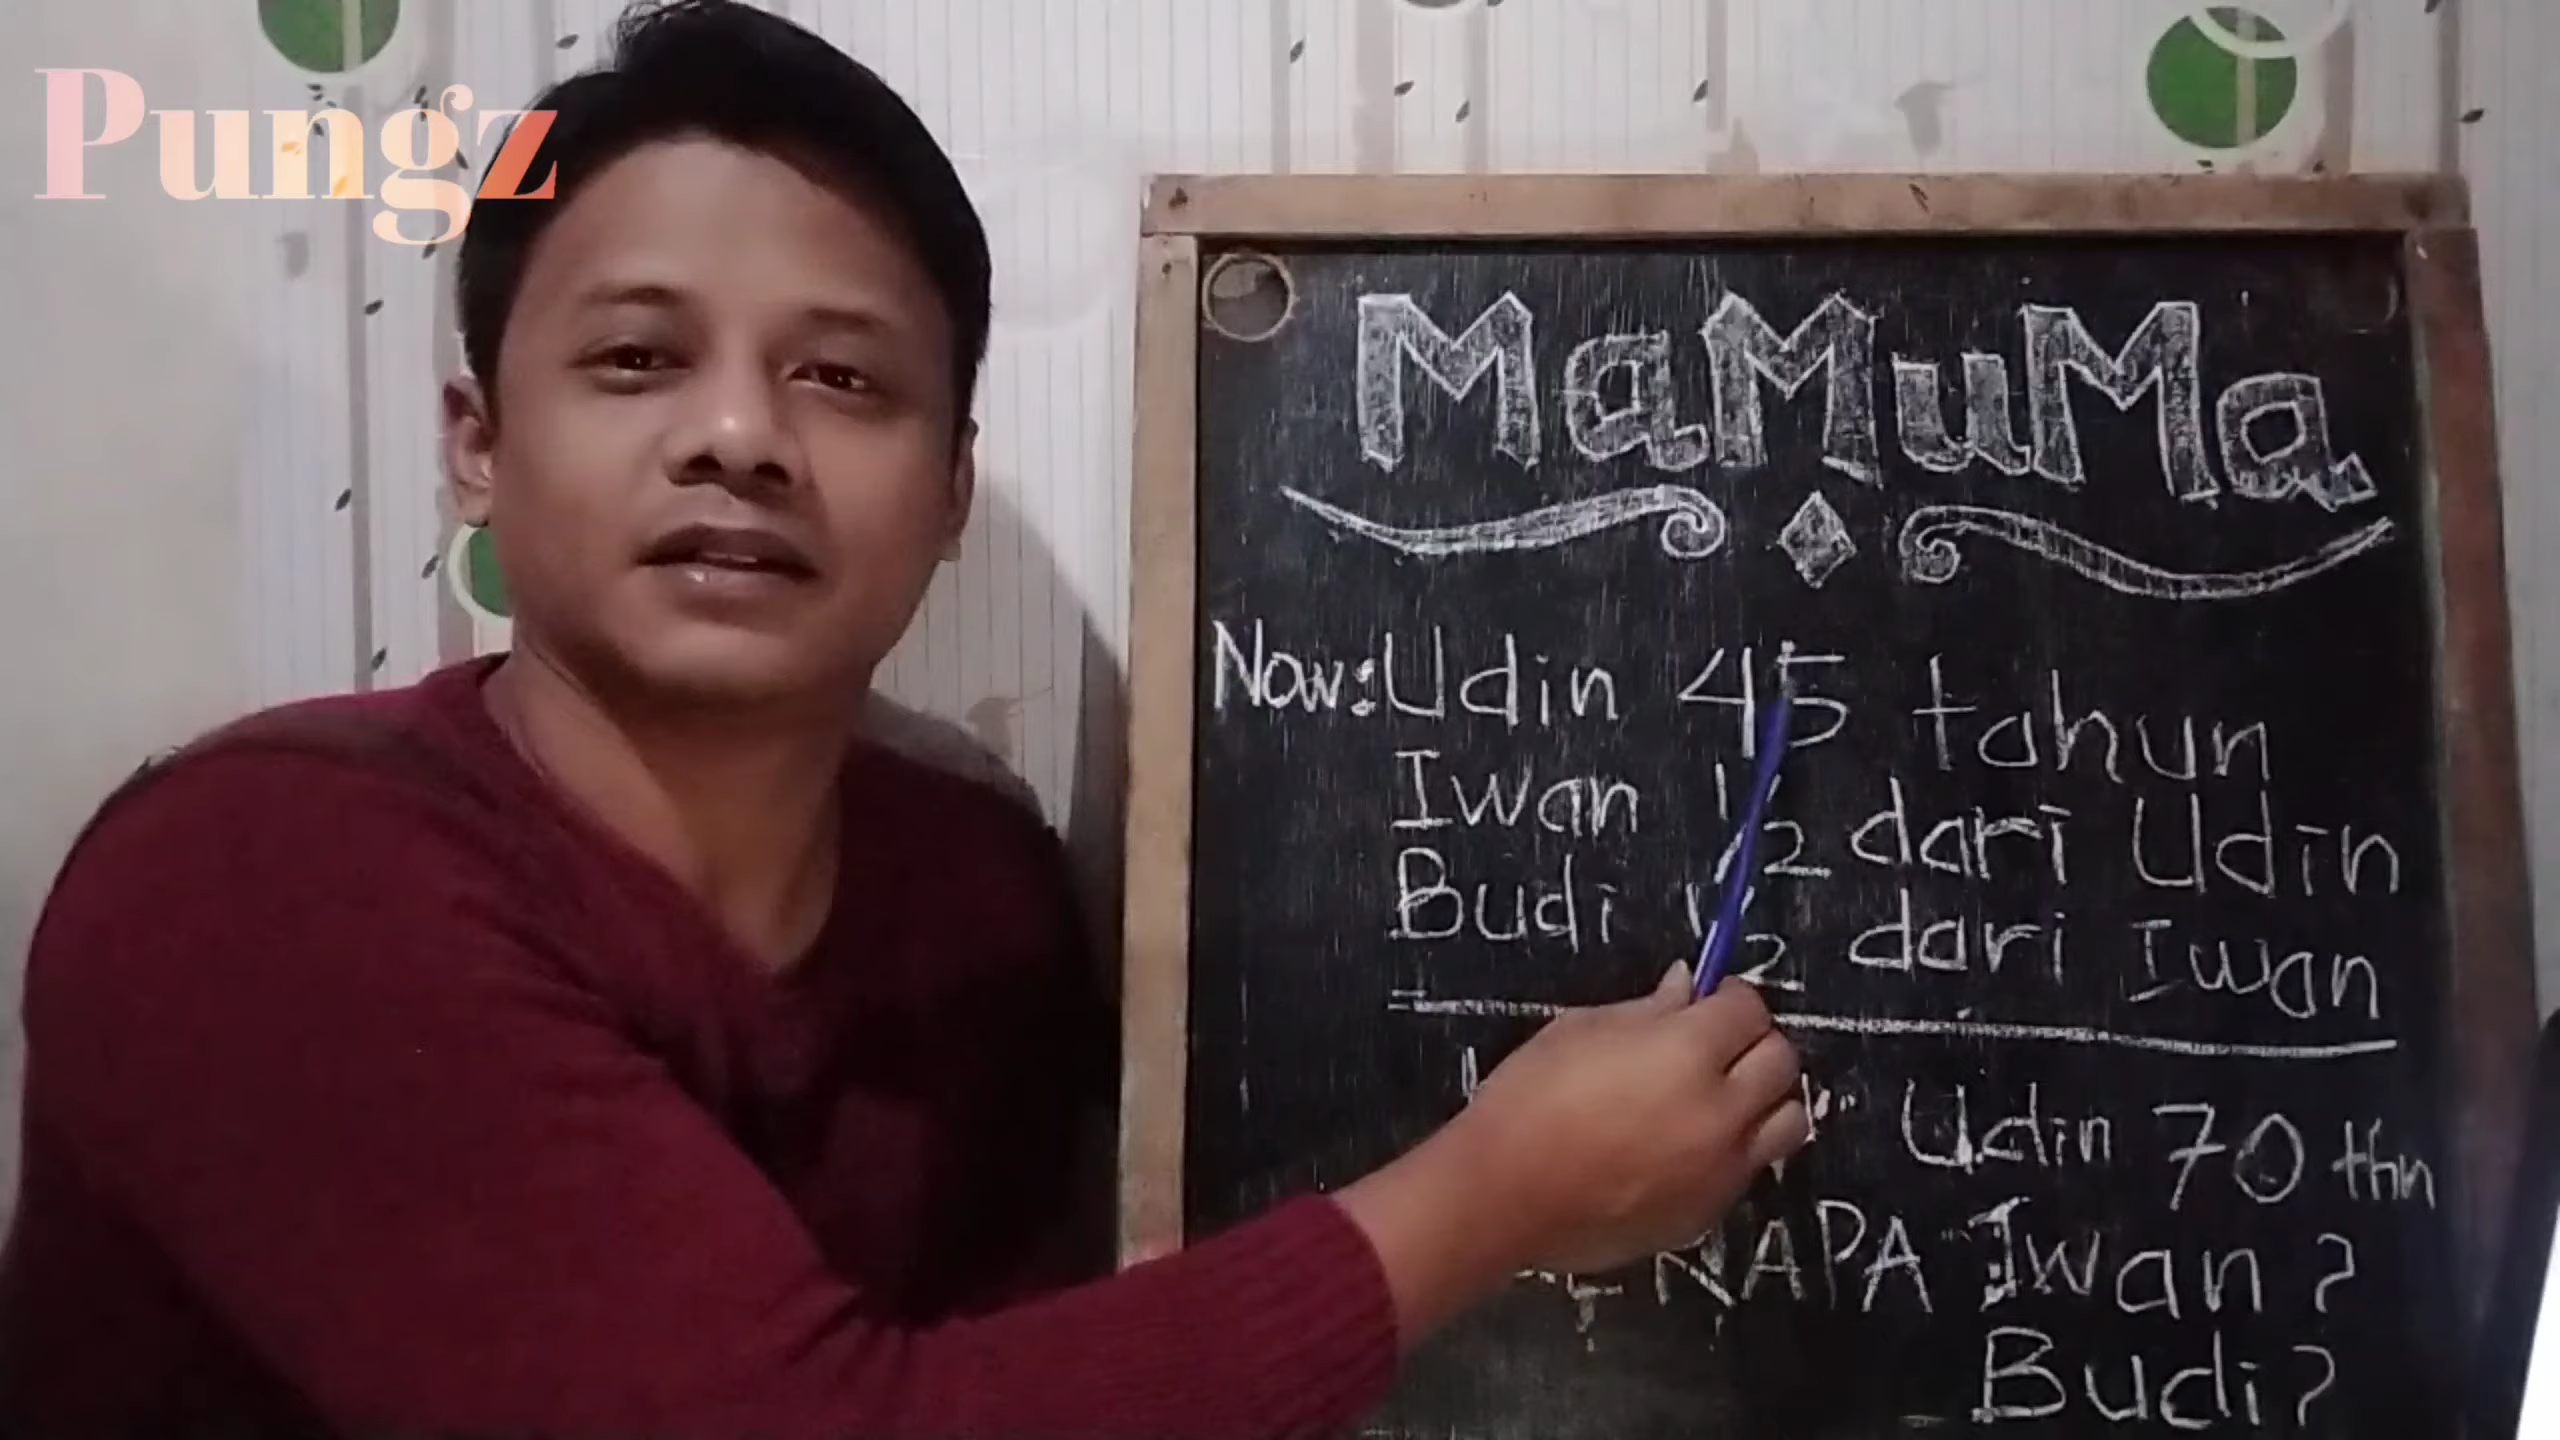 Pungz
MaMuMa
Now: Udin 45 tahun
Iwan 1/2 dari Udin
Budi 1/2 dari Iwan
Udin 70 thn
Iwan?
Budi?